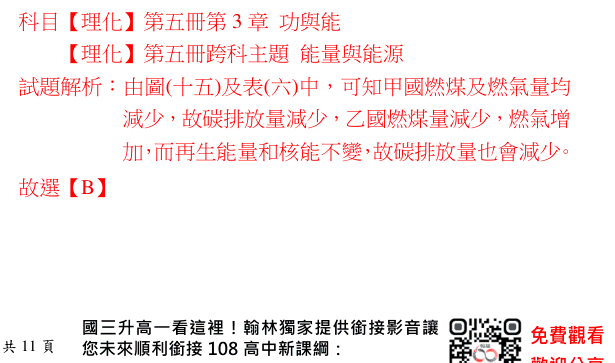 科目【理化】第五冊第 3 章 功與能
【理化】第五冊跨科主題 能量與能源
試題解析：由圖(十五)及表(六)中，可知甲國燃煤及燃氣量均
減少，故碳排放量減少，乙國燃煤量減少，燃氣增
加，而再生能量和核能不變，故碳排放量也會減少。
故選【B】
國三升高一看這裡！翰林獨家提供銜接影音讓
您未來順利銜接 108 高中新課綱：
共 11 頁
免費觀看
歡迎分享